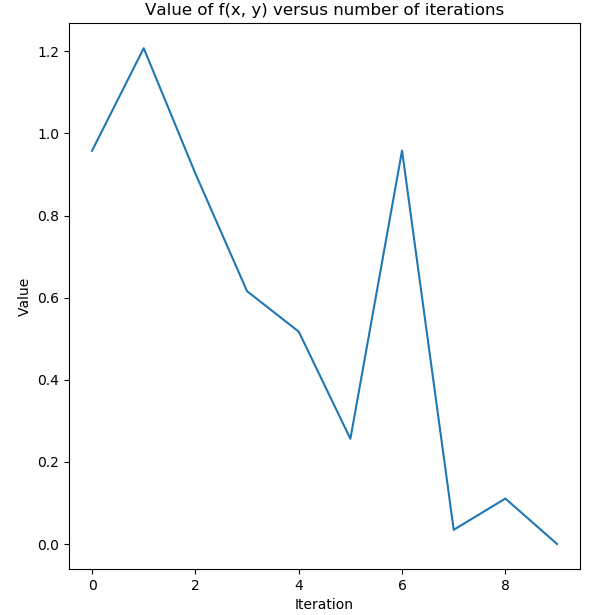 Value of f(x, y) versus number of iterations
1.2
1.0
0.8
0.6
0.4
0.2
0.0
Value
0 2 4 6 8
Iteration